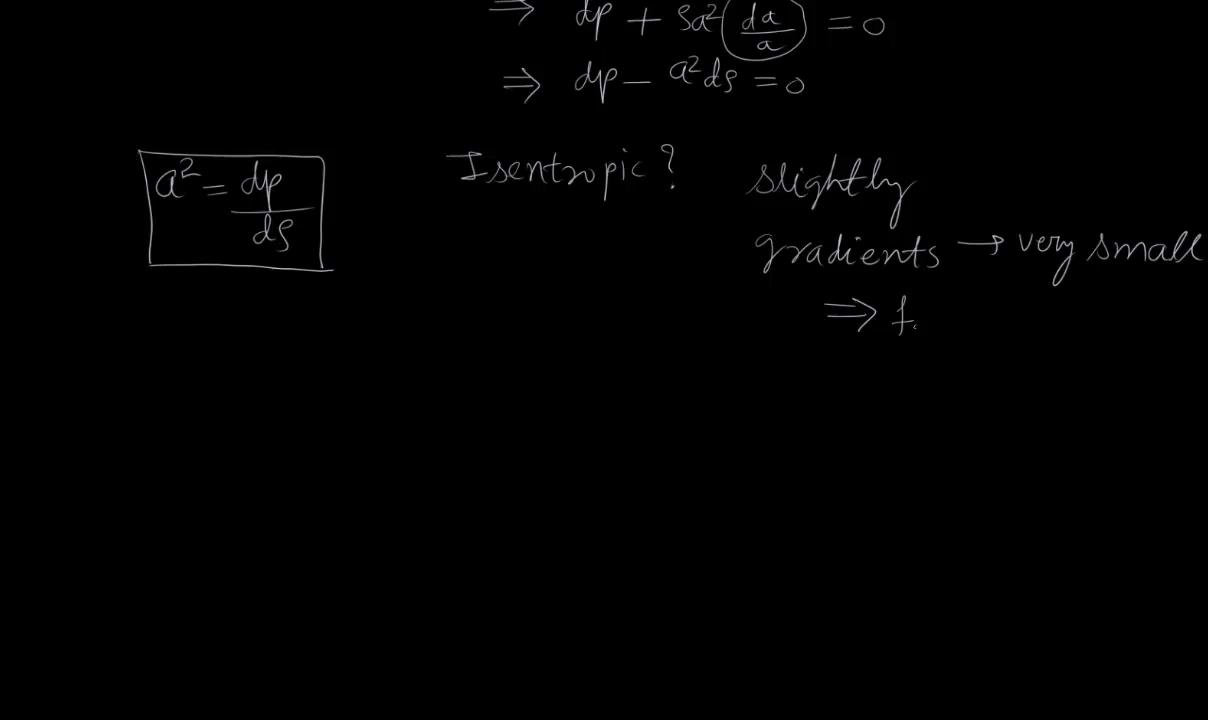 ⇒ dp + ρa² (da/a) = 0
⇒ dp − a²dρ = 0
a² = dp/dρ
Isentropic ?
slightly
gradients → very small
⇒ f